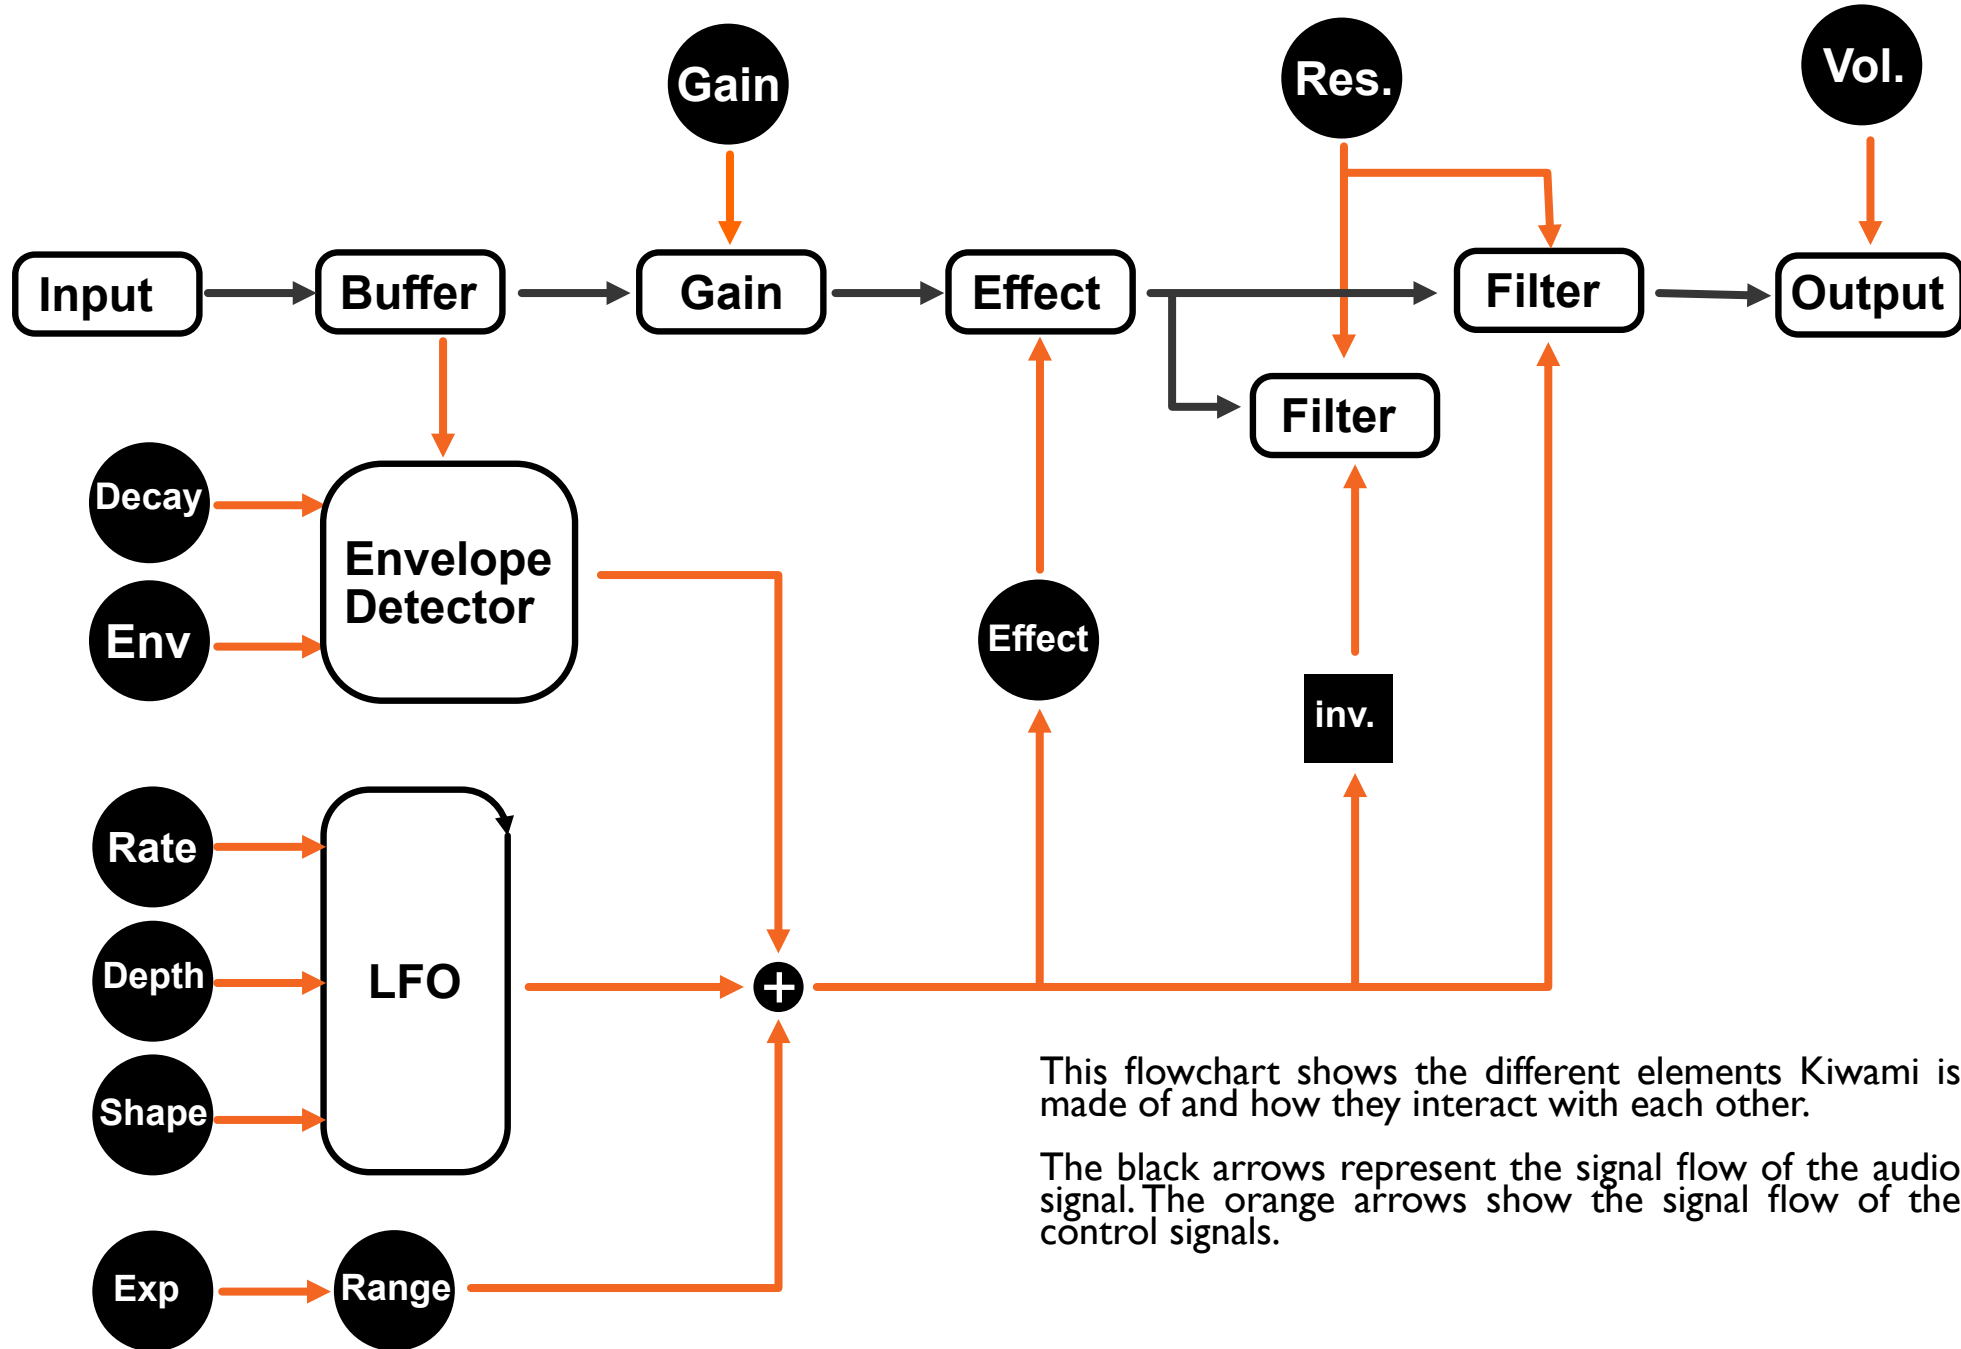 Gain
Res.
Vol.
Input
Buffer
Gain
Effect
Filter
Output
Filter
Decay
Envelope
Detector
Env
Effect
inv.
Rate
Depth
LFO
+
Shape
Exp
Range
This flowchart shows the different elements Kiwami is
made of and how they interact with each other.
The black arrows represent the signal flow of the audio
signal. The orange arrows show the signal flow of the
control signals.